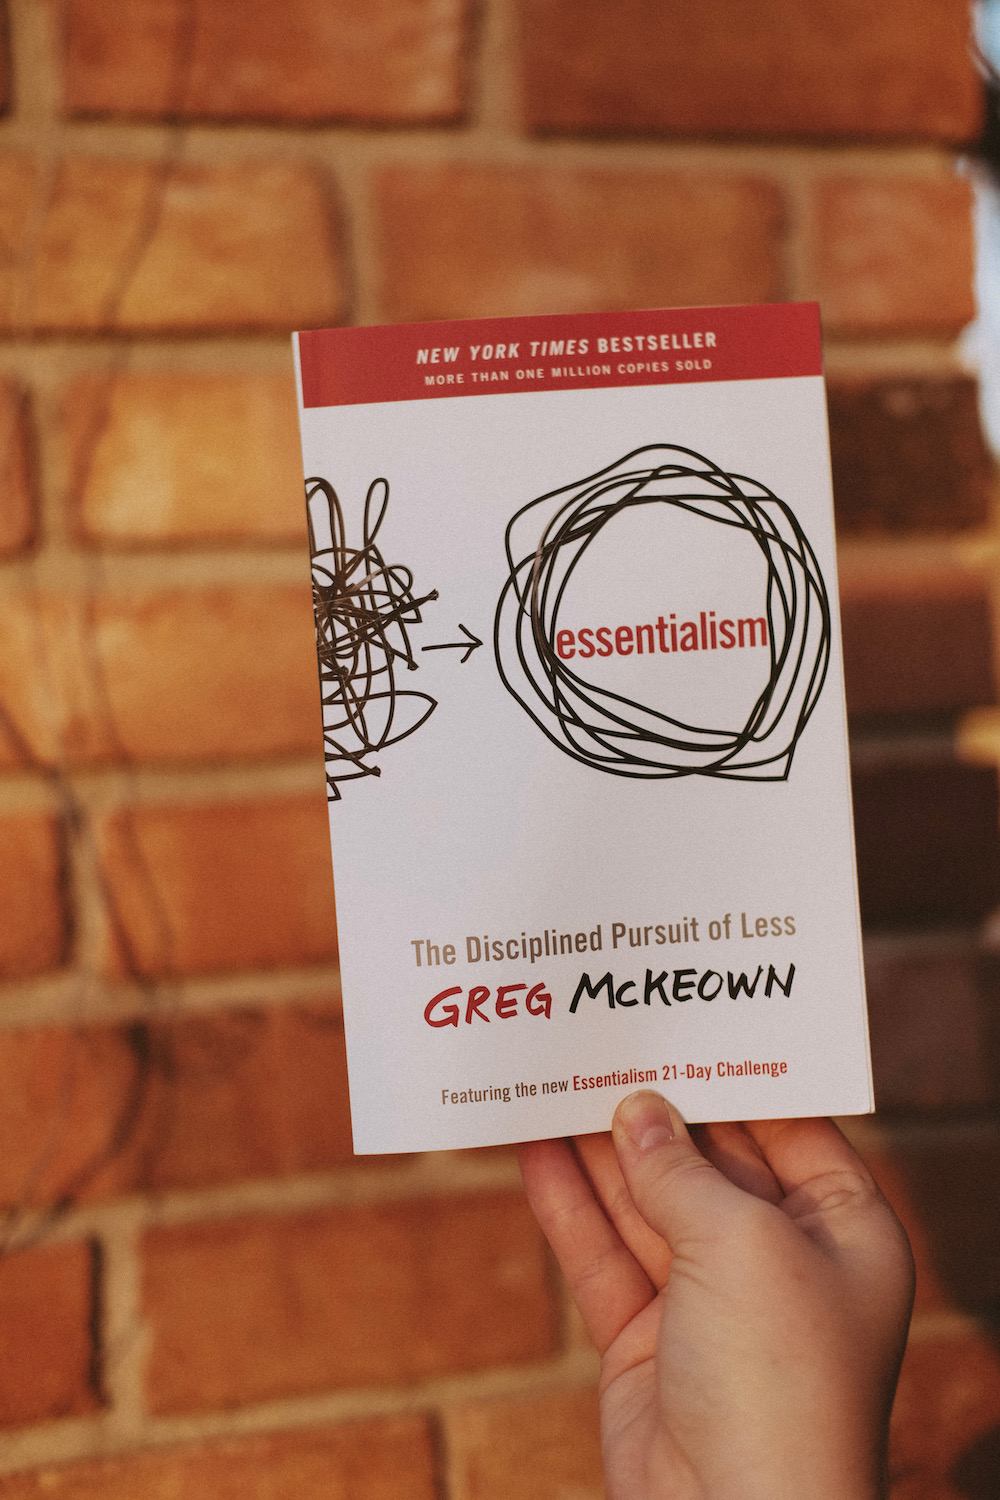 NEW YORK TIMES BESTSELLER
MORE THAN ONE MILLION COPIES SOLD
essentialism
The Disciplined Pursuit of Less
GREG McKEOWN
Featuring the new Essentialism 21-Day Challenge